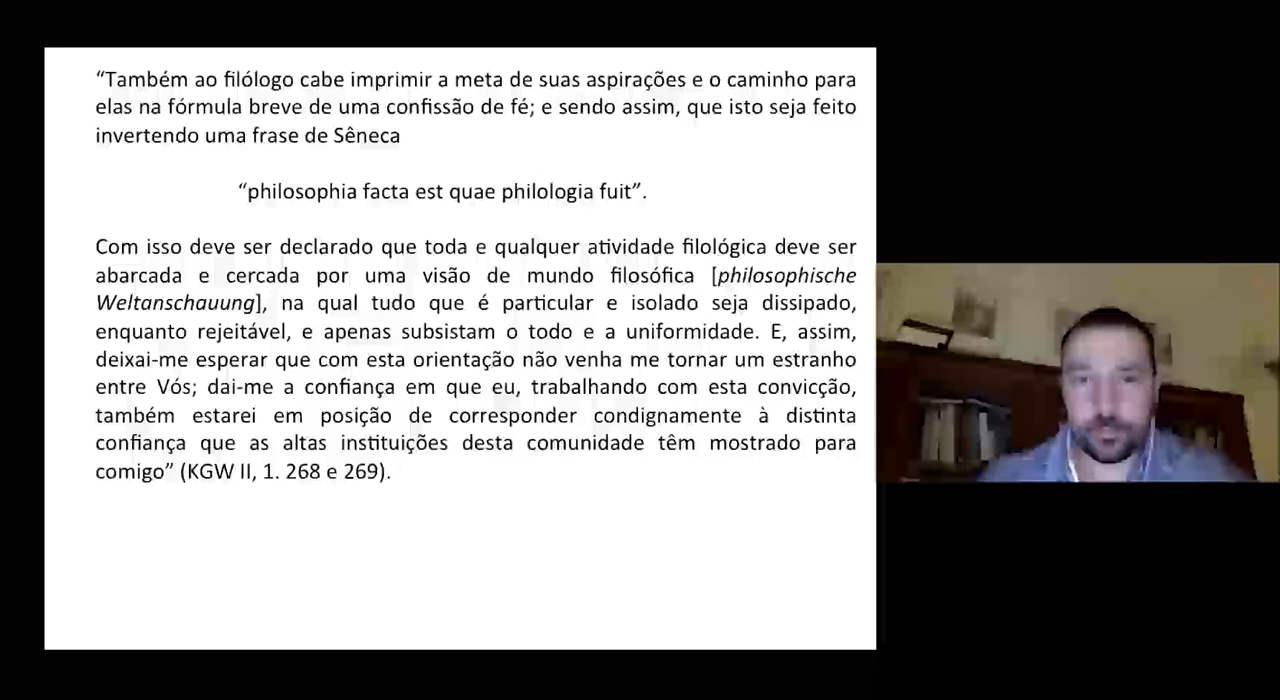 “Também ao filólogo cabe imprimir a meta de suas aspirações e o caminho para
elas na fórmula breve de uma confissão de fé; e sendo assim, que isto seja feito
invertendo uma frase de Sêneca
“philosophia facta est quae philologia fuit”.
Com isso deve ser declarado que toda e qualquer atividade filológica deve ser
abarcada e cercada por uma visão de mundo filosófica [philosophische
Weltanschauung], na qual tudo que é particular e isolado seja dissipado,
enquanto rejeitável, e apenas subsistam o todo e a uniformidade. E, assim,
deixai-me esperar que com esta orientação não venha me tornar um estranho
entre Vós; dai-me a confiança em que eu, trabalhando com esta convicção,
também estarei em posição de corresponder condignamente à distinta
confiança que as altas instituições desta comunidade têm mostrado para
comigo” (KGW II, 1. 268 e 269).